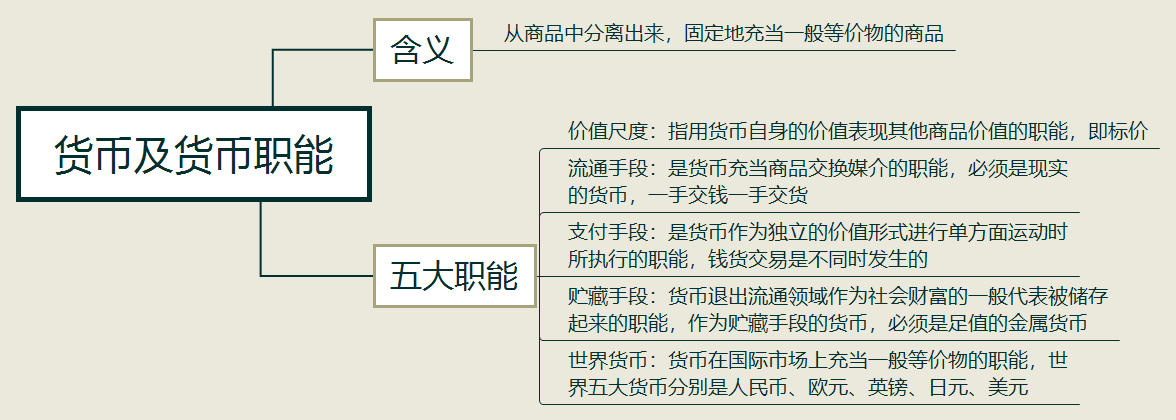 含义
从商品中分离出来，固定地充当一般等价物的商品
货币及货币职能
五大职能
价值尺度：指用货币自身的价值表现其他商品价值的职能，即标价
流通手段：是货币充当商品交换媒介的职能，必须是现实
的货币，一手交钱一手交货
支付手段：是货币作为独立的价值形式进行单方面运动时
所执行的职能，钱货交易是不同时发生的
贮藏手段：货币退出流通领域作为社会财富的一般代表被储存
起来的职能，作为贮藏手段的货币，必须是足值的金属货币
世界货币：货币在国际市场上充当一般等价物的职能，世
界五大货币分别是人民币、欧元、英镑、日元、美元